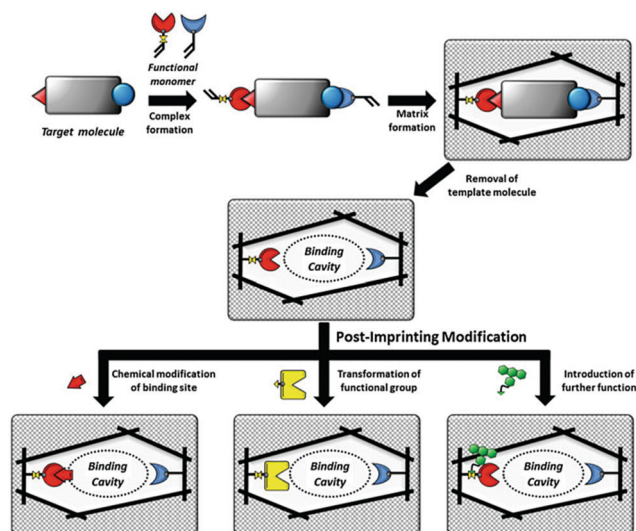 Functional
monomer
Target molecule
Complex
formation
Matrix
formation
Removal of
template molecule
Binding
Cavity
Post-Imprinting Modification
Chemical modification
of binding site
Transformation of
functional group
Introduction of
further function
Binding
Cavity
Binding
Cavity
Binding
Cavity